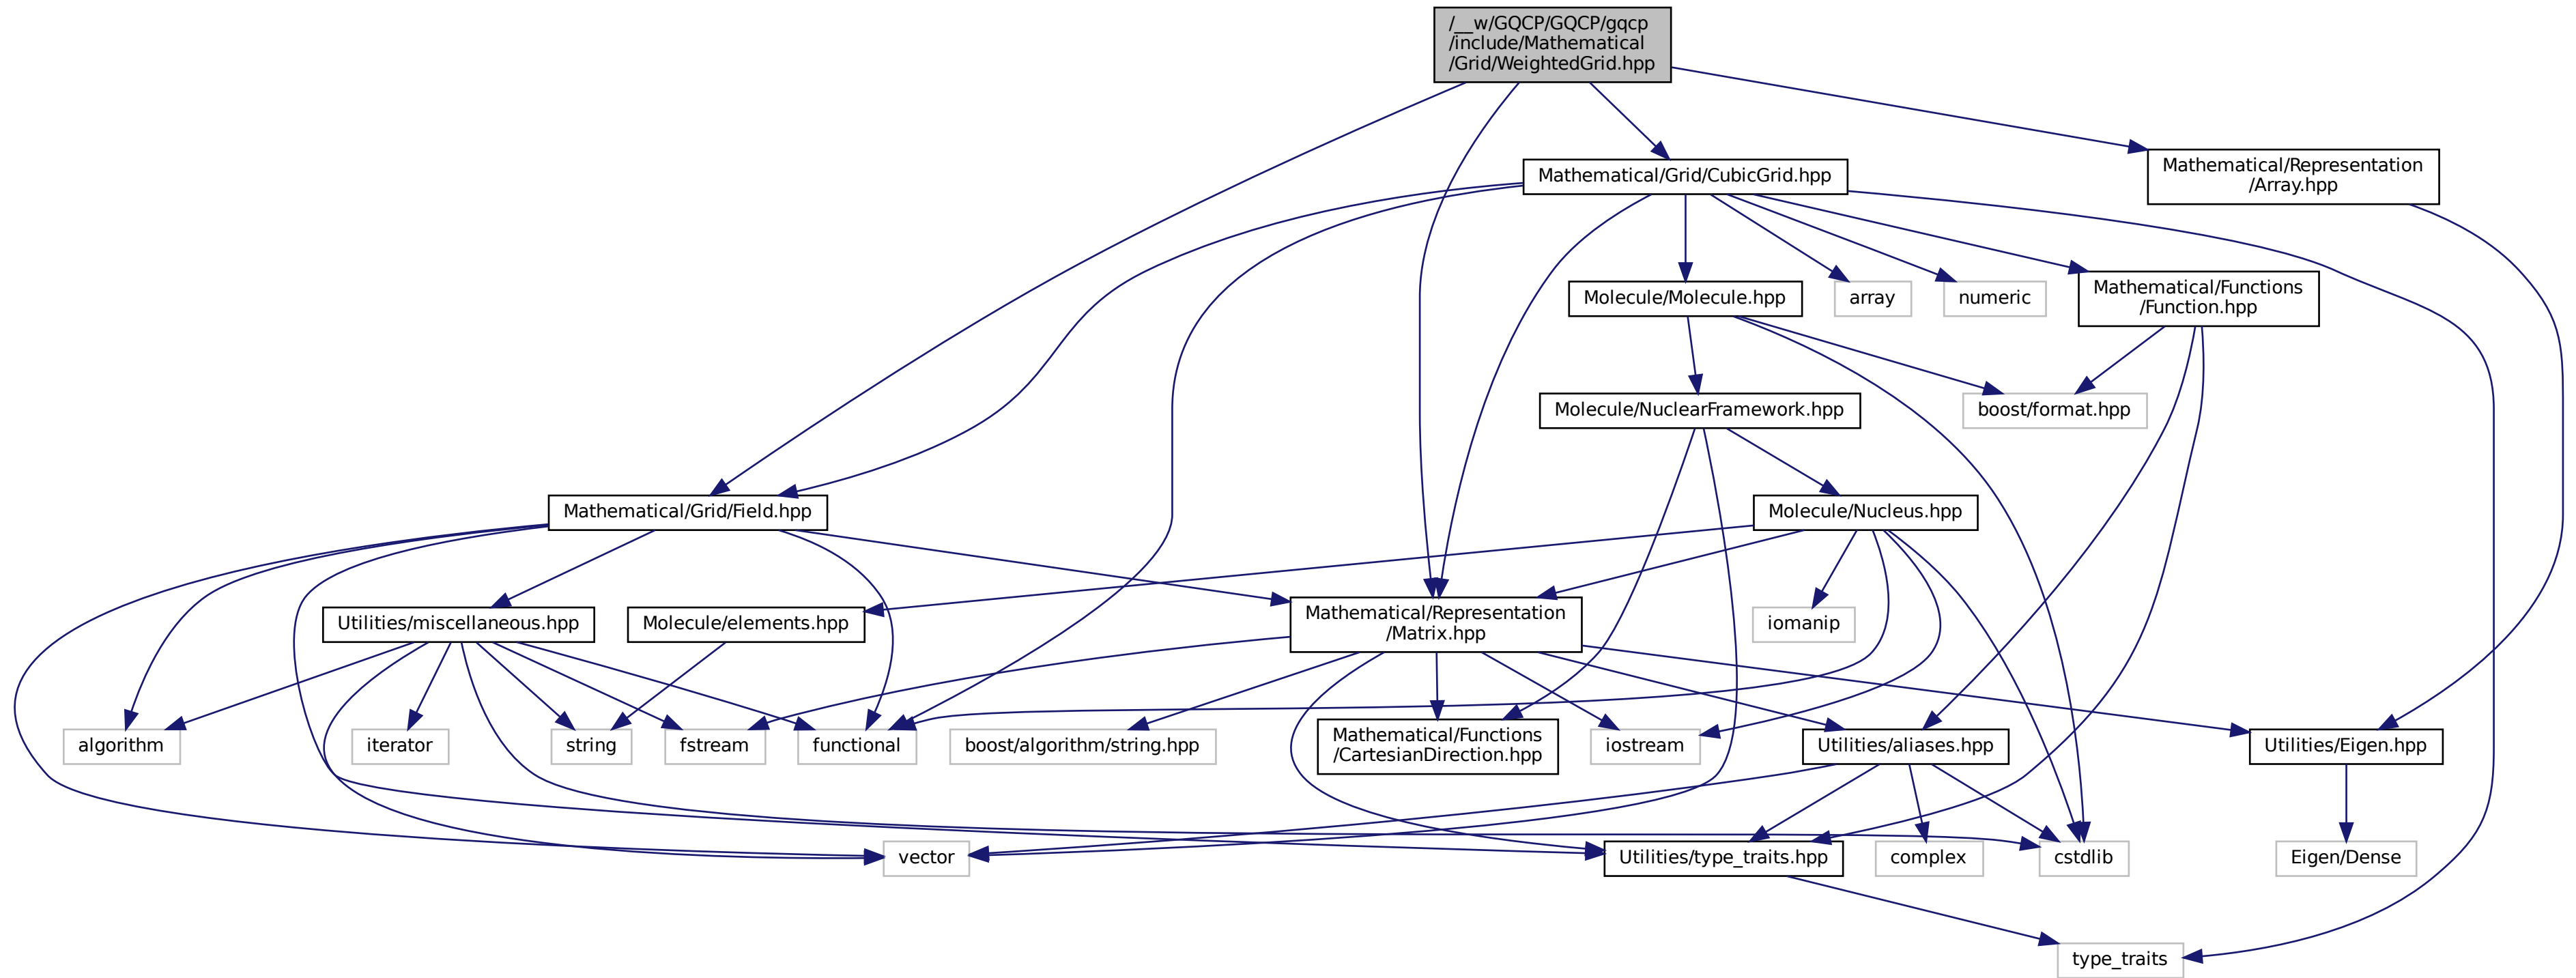 /__w/GQCP/GQCP/gqcp
/include/Mathematical
/Grid/WeightedGrid.hpp
Mathematical/Grid/CubicGrid.hpp
Mathematical/Representation
/Array.hpp
Molecule/Molecule.hpp
array
numeric
Mathematical/Functions
/Function.hpp
Molecule/NuclearFramework.hpp
boost/format.hpp
Mathematical/Grid/Field.hpp
Molecule/Nucleus.hpp
Utilities/miscellaneous.hpp
Molecule/elements.hpp
Mathematical/Representation
/Matrix.hpp
iomanip
algorithm
iterator
string
fstream
functional
boost/algorithm/string.hpp
Mathematical/Functions
/CartesianDirection.hpp
iostream
Utilities/aliases.hpp
Utilities/Eigen.hpp
vector
Utilities/type_traits.hpp
complex
cstdlib
Eigen/Dense
type_traits